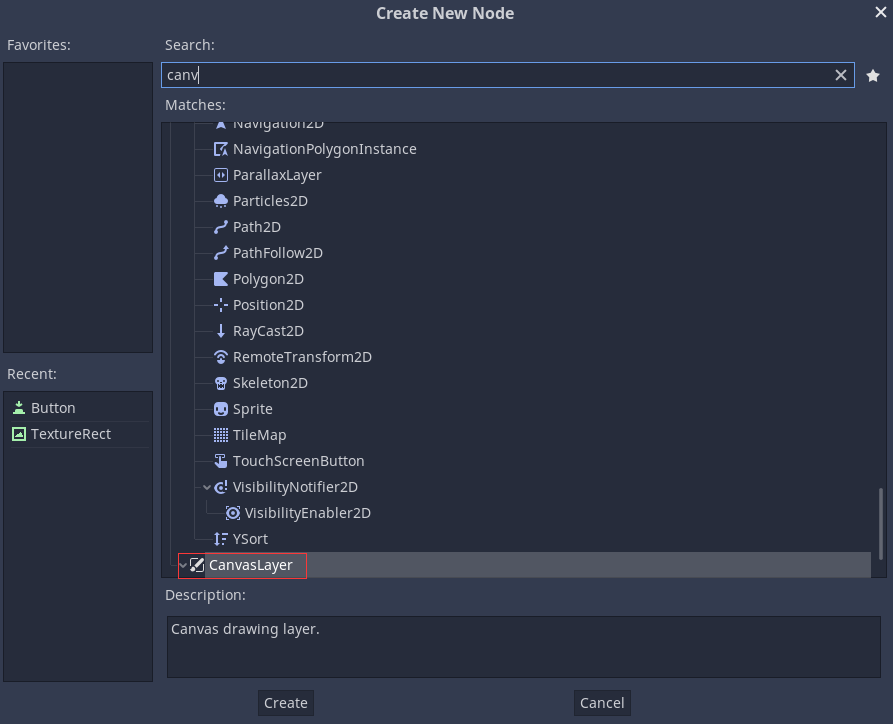 Create New Node
Favorites:
Search:
canv
Matches:
Navigation2D
NavigationPolygonInstance
ParallaxLayer
Particles2D
Path2D
PathFollow2D
Polygon2D
Position2D
RayCast2D
RemoteTransform2D
Skeleton2D
Sprite
TileMap
TouchScreenButton
VisibilityNotifier2D
VisibilityEnabler2D
YSort
CanvasLayer
Recent:
Button
TextureRect
Description:
Canvas drawing layer.
Create
Cancel